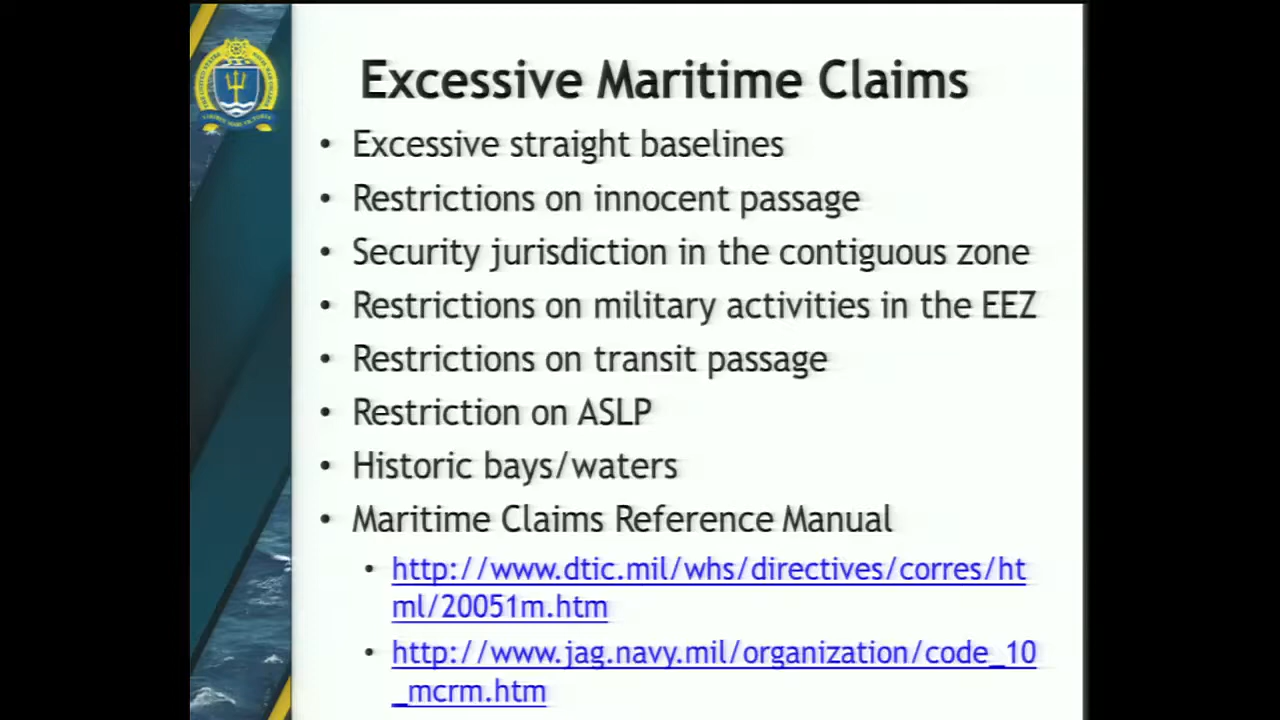 Excessive Maritime Claims
• Excessive straight baselines
• Restrictions on innocent passage
• Security jurisdiction in the contiguous zone
• Restrictions on military activities in the EEZ
• Restrictions on transit passage
• Restriction on ASLP
• Historic bays/waters
• Maritime Claims Reference Manual
• http://www.dtic.mil/whs/directives/corres/ht
ml/20051m.htm
• http://www.jag.navy.mil/organization/code_10
_mcrm.htm